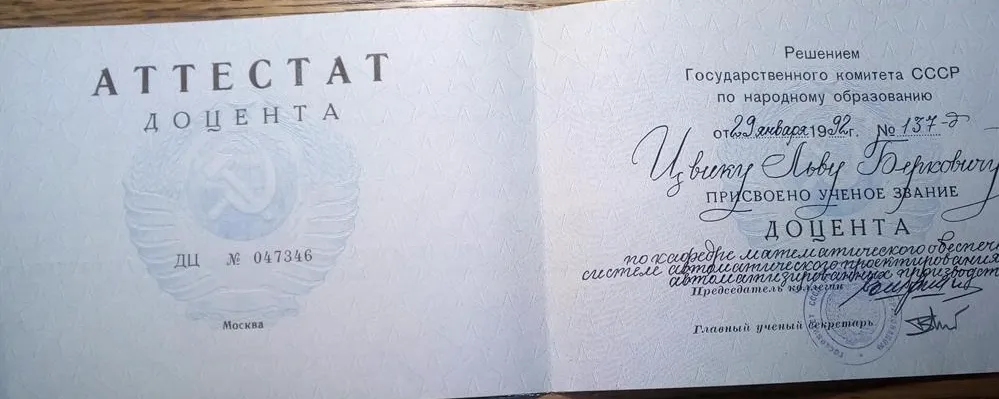 АТТЕСТАТ
ДОЦЕНТА
ДЦ № 047346
Москва
Решением
Государственного комитета СССР
по народному образованию
от 29 января 1992 г. № 137-д
Цвику Льву Берковичу
ПРИСВОЕНО УЧЕНОЕ ЗВАНИЕ
ДОЦЕНТА
по кафедре математического обеспече
системе автоматического проектирования
автоматизированных производств
Председатель коллегии
Главный ученый секретарь